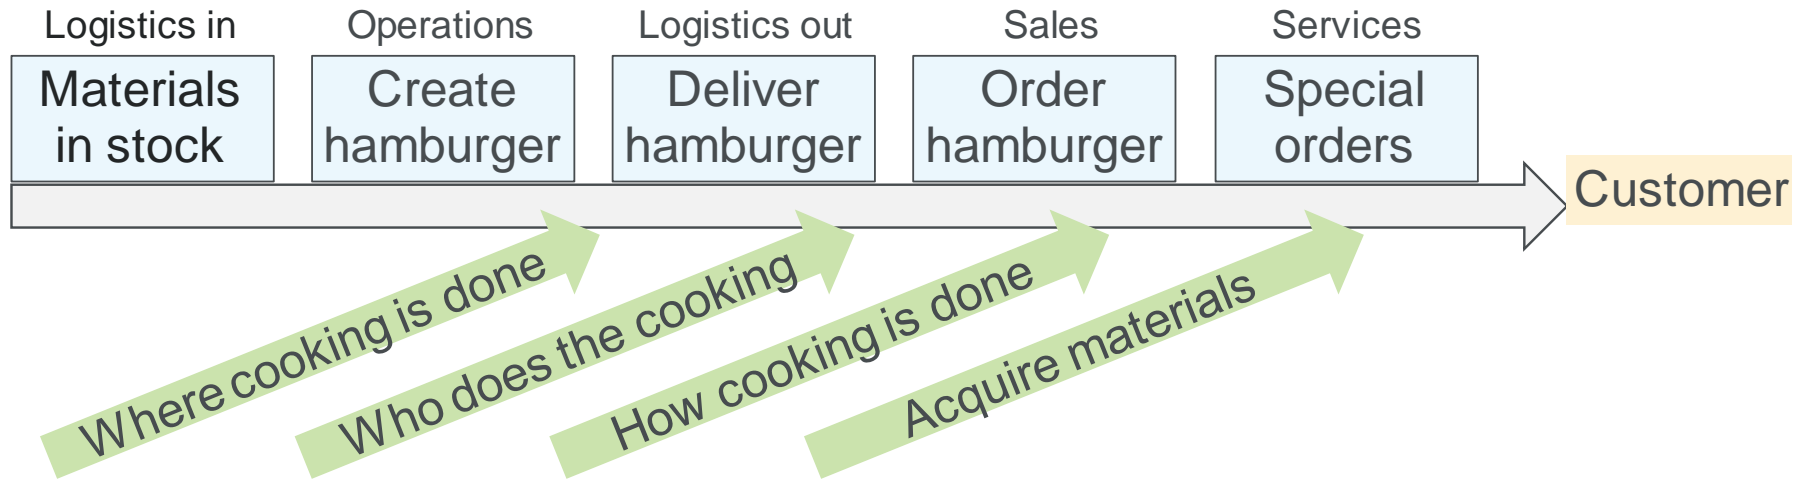 Logistics in
Operations
Logistics out
Sales
Services
Materials
in stock
Create
hamburger
Deliver
hamburger
Order
hamburger
Special
orders
Customer
Where cooking is done
Who does the cooking
How cooking is done
Acquire materials